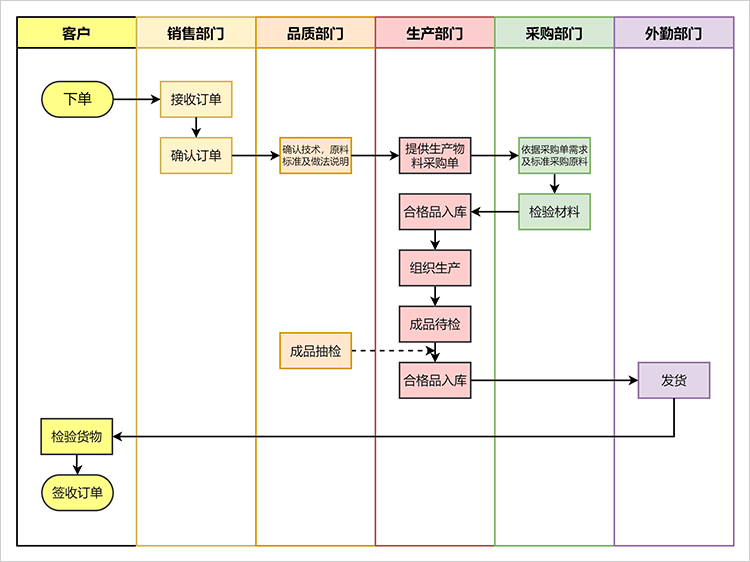 客户
销售部门
品质部门
生产部门
采购部门
外勤部门
下单
接收订单
确认订单
确认技术，原料
标准及做法说明
提供生产物
料采购单
依据采购单需求
及标准采购原料
合格品入库
检验材料
组织生产
成品待检
成品抽检
合格品入库
发货
检验货物
签收订单